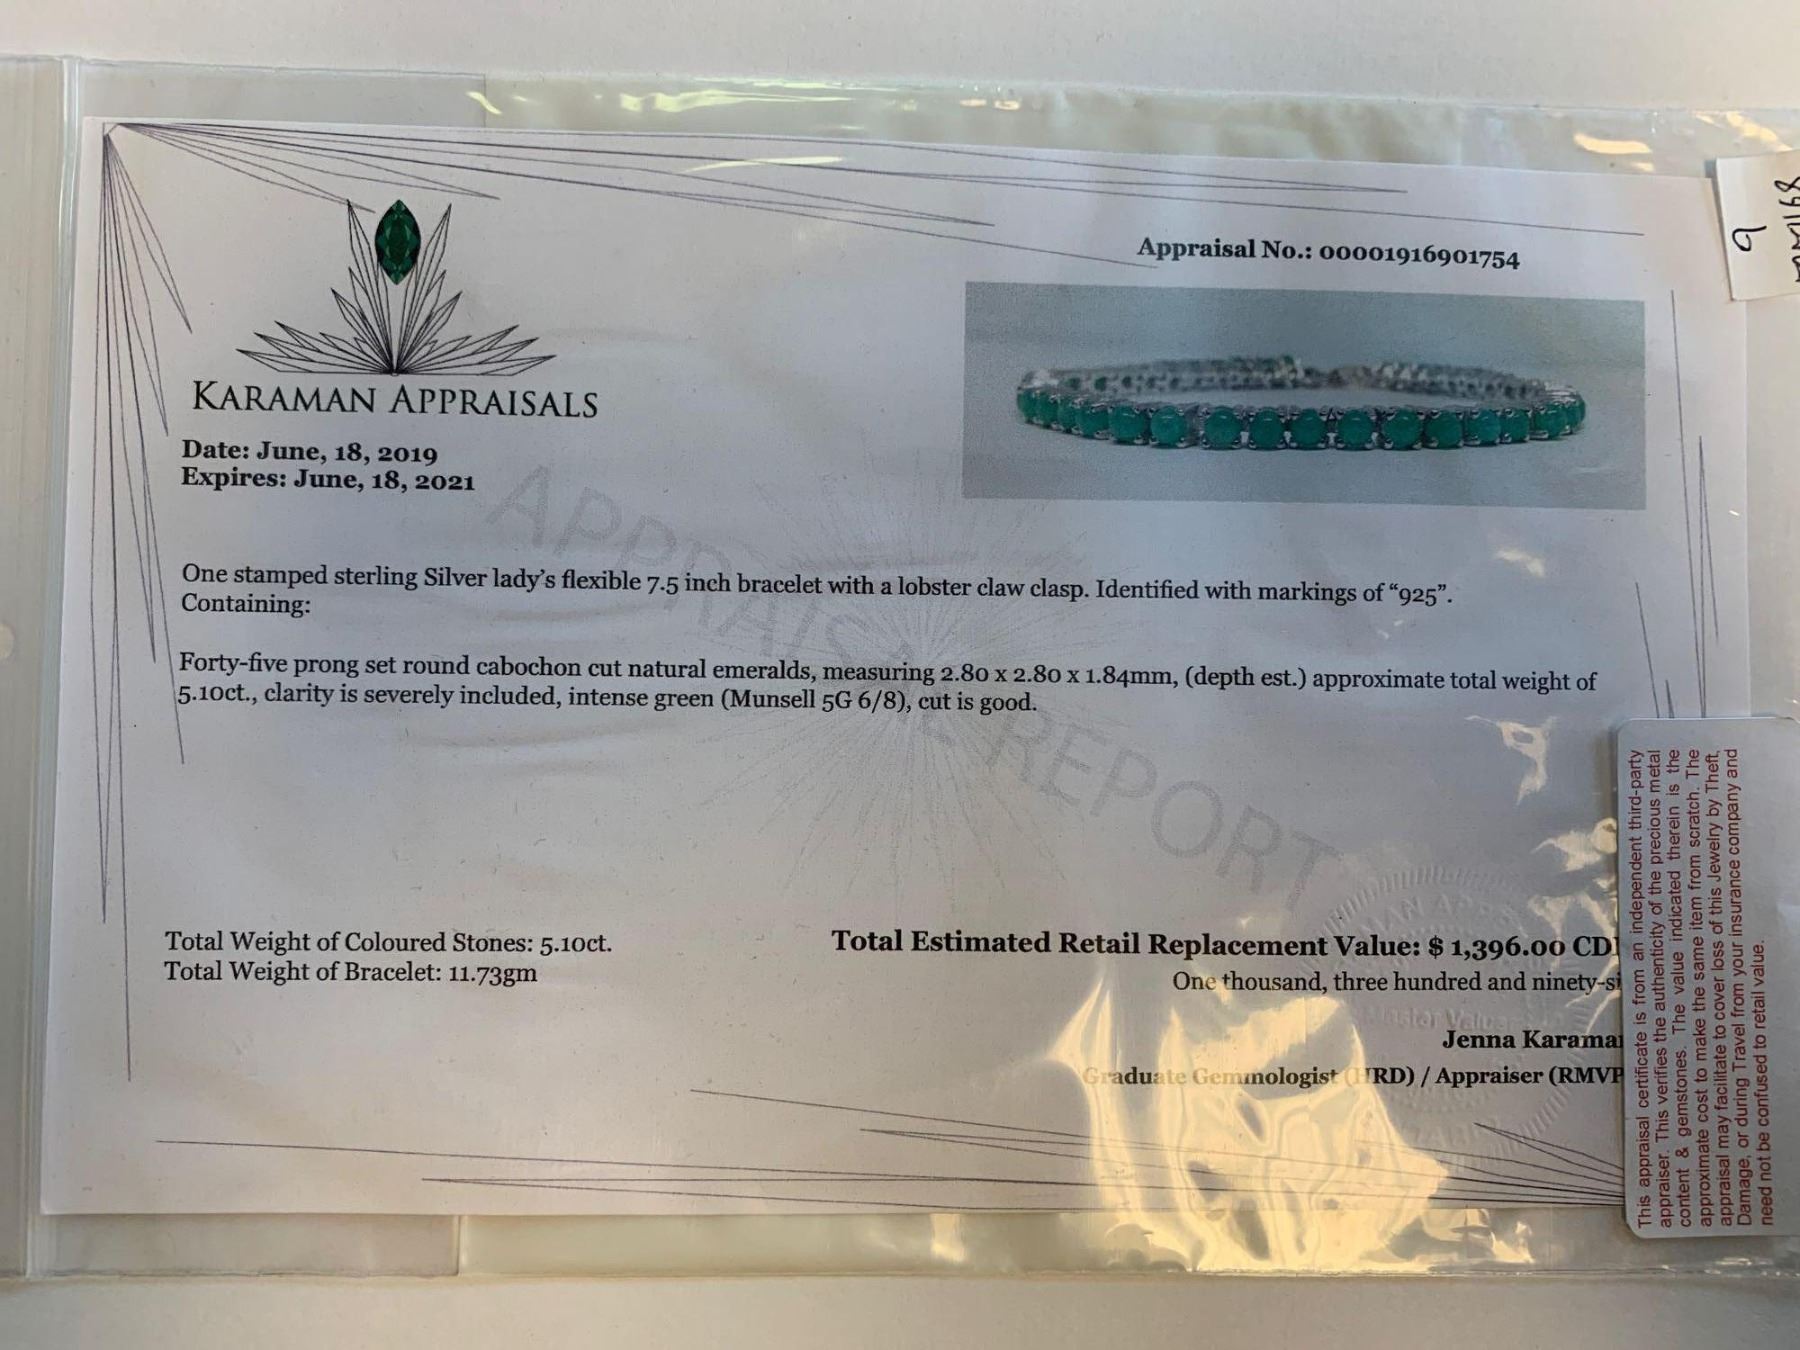 KARAMAN APPRAISALS
Date: June, 18, 2019
Expires: June, 18, 2021
Appraisal No.: 00001916901754
9
One stamped sterling Silver lady's flexible 7.5 inch bracelet with a lobster claw clasp. Identified with markings of "925".
Containing:
Forty-five prong set round cabochon cut natural emeralds, measuring 2.80 x 2.80 x 1.84mm, (depth est.) approximate total weight of
5.10ct., clarity is severely included, intense green (Munsell 5G 6/8), cut is good.
APPRAISAL REPORT
Total Weight of Coloured Stones: 5.10ct.
Total Weight of Bracelet: 11.73gm
Total Estimated Retail Replacement Value: $ 1,396.00 CD
One thousand, three hundred and ninety-si
Jenna Karama
Graduate Gemmologist (HRD) / Appraiser (RMVP
This appraisal certificate is from an independent third-party
appraiser. This verifies the authenticity of the precious metal
content & gemstones. The value indicated therein is the
approximate cost to make the same item from scratch. The
appraisal may facilitate to cover loss of this Jewelry by Theft,
Damage, or during Travel from your insurance company and
need not be confused to retail value.